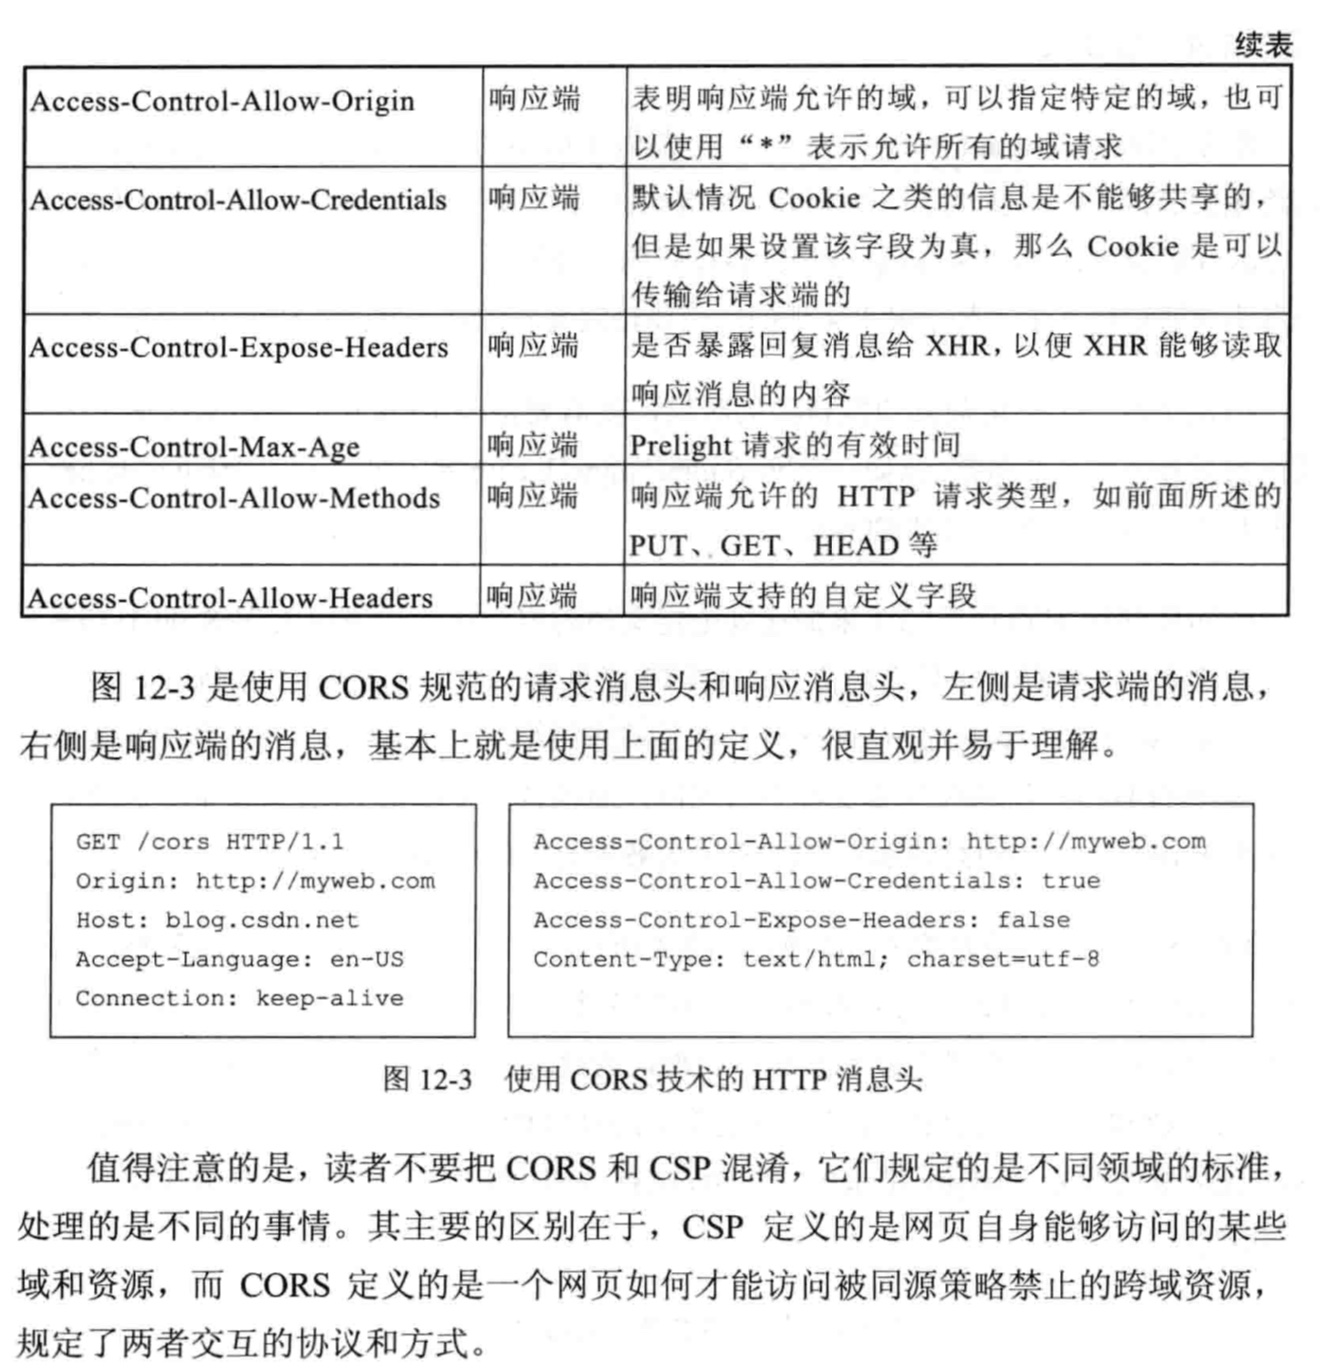 续表
Access-Control-Allow-Origin 响应端 表明响应端允许的域，可以指定特定的域，也可
以使用“*”表示允许所有的域请求
Access-Control-Allow-Credentials 响应端 默认情况 Cookie 之类的信息是不能够共享的，
但是如果设置该字段为真，那么 Cookie 是可以
传输给请求端的
Access-Control-Expose-Headers 响应端 是否暴露回复消息给 XHR，以便 XHR 能够读取
响应消息的内容
Access-Control-Max-Age 响应端 Prelight 请求的有效时间
Access-Control-Allow-Methods 响应端 响应端允许的 HTTP 请求类型，如前面所述的
PUT、GET、HEAD 等
Access-Control-Allow-Headers 响应端 响应端支持的自定义字段
图 12-3 是使用 CORS 规范的请求消息头和响应消息头，左侧是请求端的消息，
右侧是响应端的消息，基本上就是使用上面的定义，很直观并易于理解。
GET /cors HTTP/1.1
Origin: http://myweb.com
Host: blog.csdn.net
Accept-Language: en-US
Connection: keep-alive
Access-Control-Allow-Origin: http://myweb.com
Access-Control-Allow-Credentials: true
Access-Control-Expose-Headers: false
Content-Type: text/html; charset=utf-8
图 12-3 使用 CORS 技术的 HTTP 消息头
值得注意的是，读者不要把 CORS 和 CSP 混淆，它们规定的是不同领域的标准，
处理的是不同的事情。其主要的区别在于，CSP 定义的是网页自身能够访问的某些
域和资源，而 CORS 定义的是一个网页如何才能访问被同源策略禁止的跨域资源，
规定了两者交互的协议和方式。